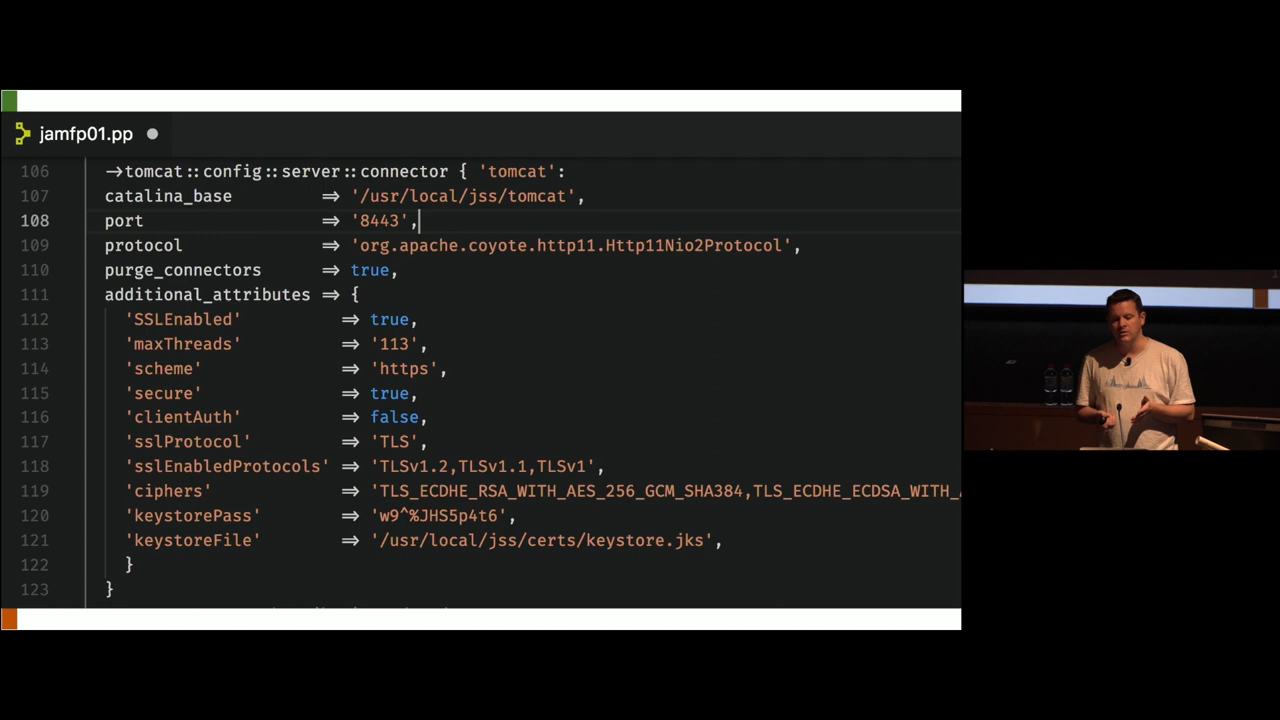 jamfp01.pp
106 →tomcat::config::server::connector { 'tomcat':
107 catalina_base => '/usr/local/jss/tomcat',
108 port => '8443',
109 protocol => 'org.apache.coyote.http11.Http11Nio2Protocol',
110 purge_connectors => true,
111 additional_attributes => {
112 'SSLEnabled' => true,
113 'maxThreads' => '113',
114 'scheme' => 'https',
115 'secure' => true,
116 'clientAuth' => false,
117 'sslProtocol' => 'TLS',
118 'sslEnabledProtocols' => 'TLSv1.2,TLSv1.1,TLSv1',
119 'ciphers' => 'TLS_ECDHE_RSA_WITH_AES_256_GCM_SHA384,TLS_ECDHE_ECDSA_WITH_
120 'keystorePass' => 'w9^%JHS5p4t6',
121 'keystoreFile' => '/usr/local/jss/certs/keystore.jks',
122 }
123 }